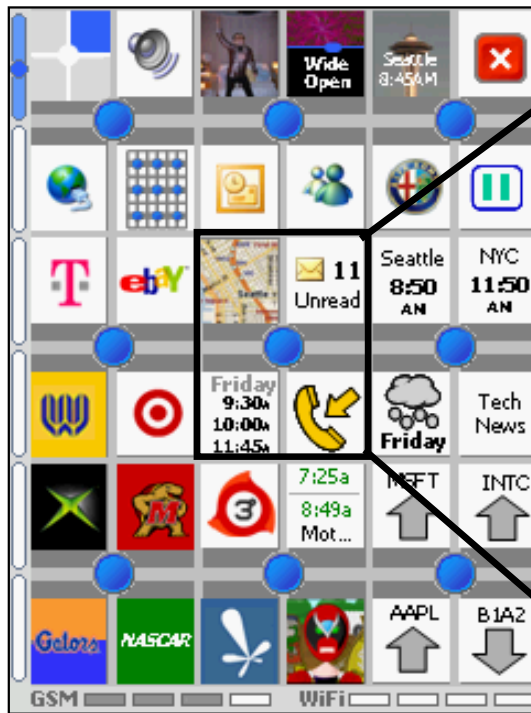 Wide
Open
Seattle
8:45AM
T
ebaY
11
Unread
Seattle
8:50
AM
NYC
11:50
AM
W
Friday
9:30a
10:00a
11:45a
Friday
Tech
News
M
3
7:25a
8:49a
Mot...
MSFT
INTC
Gators
NASCAR
AAPL
B1A2
GSM
WiFi